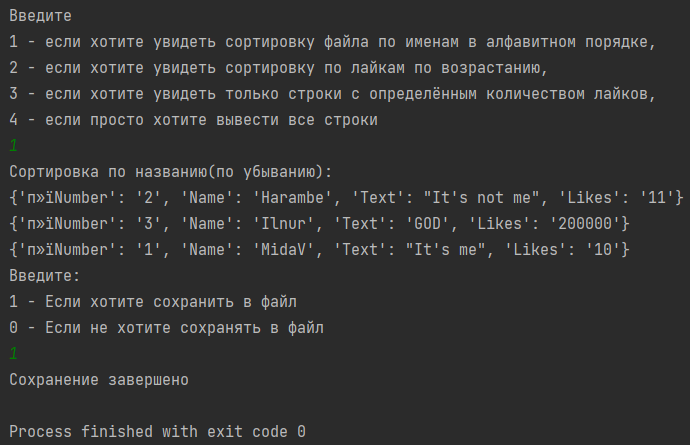 Введите
1 - если хотите увидеть сортировку файла по именам в алфавитном порядке,
2 - если хотите увидеть сортировку по лайкам по возрастанию,
3 - если хотите увидеть только строки с определённым количеством лайков,
4 - если просто хотите вывести все строки
1
Сортировка по названию(по убыванию):
{'п»їNumber': '2', 'Name': 'Harambe', 'Text': "It's not me", 'Likes': '11'}
{'п»їNumber': '3', 'Name': 'Ilnur', 'Text': 'GOD', 'Likes': '200000'}
{'п»їNumber': '1', 'Name': 'MidaV', 'Text': "It's me", 'Likes': '10'}
Введите:
1 - Если хотите сохранить в файл
0 - Если не хотите сохранять в файл
1
Сохранение завершено
Process finished with exit code 0